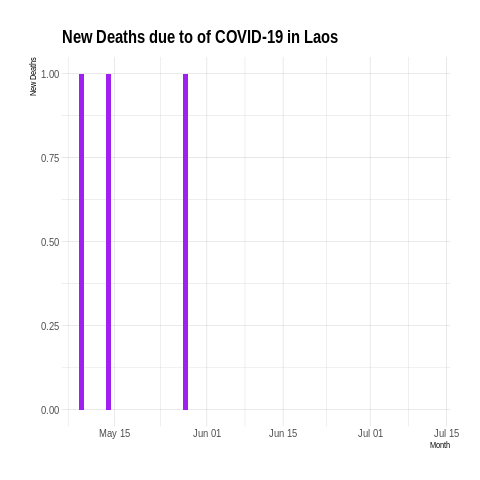 New Deaths due to of COVID-19 in Laos
New Deaths
1.00
0.75
0.50
0.25
0.00
May 15 Jun 01 Jun 15 Jul 01 Jul 15
Month